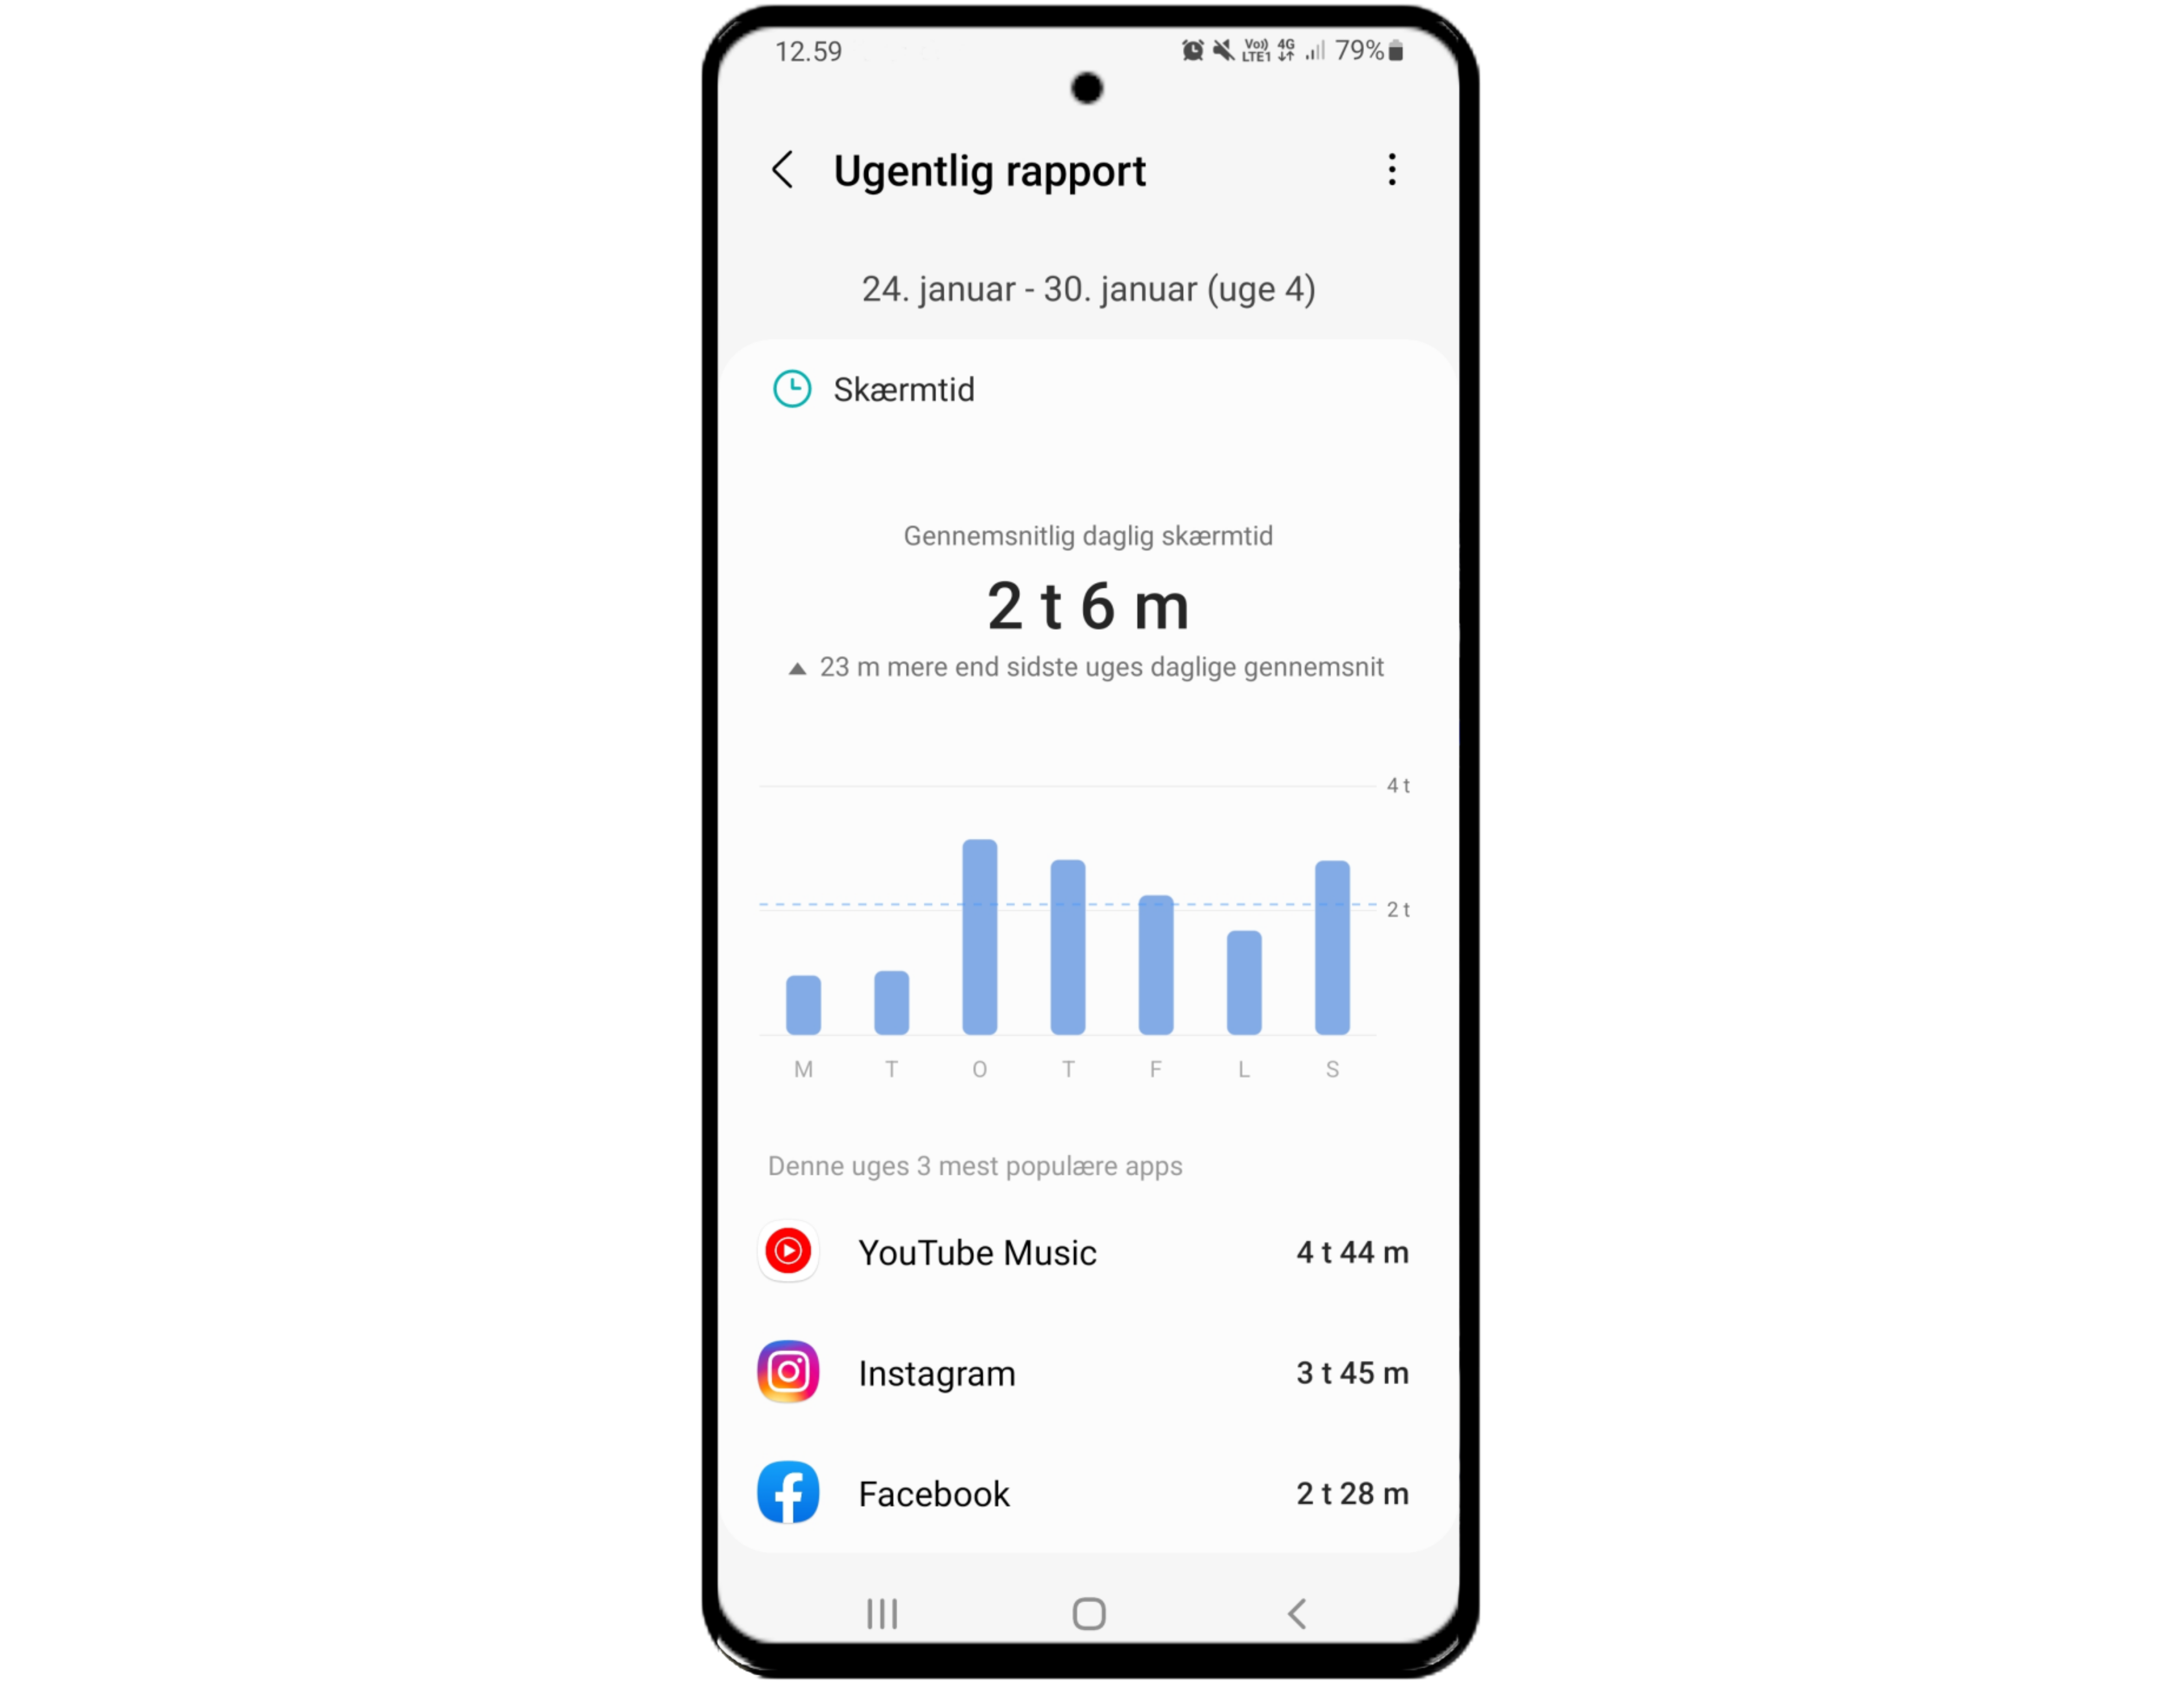 12.59
Vo)) LTE1 4G 79%
Ugentlig rapport
24. januar - 30. januar (uge 4)
Skærmtid
Gennemsnitlig daglig skærmtid
2 t 6 m
23 m mere end sidste uges daglige gennemsnit
4 t
2 t
M T O T F L S
Denne uges 3 mest populære apps
YouTube Music 4 t 44 m
Instagram 3 t 45 m
Facebook 2 t 28 m